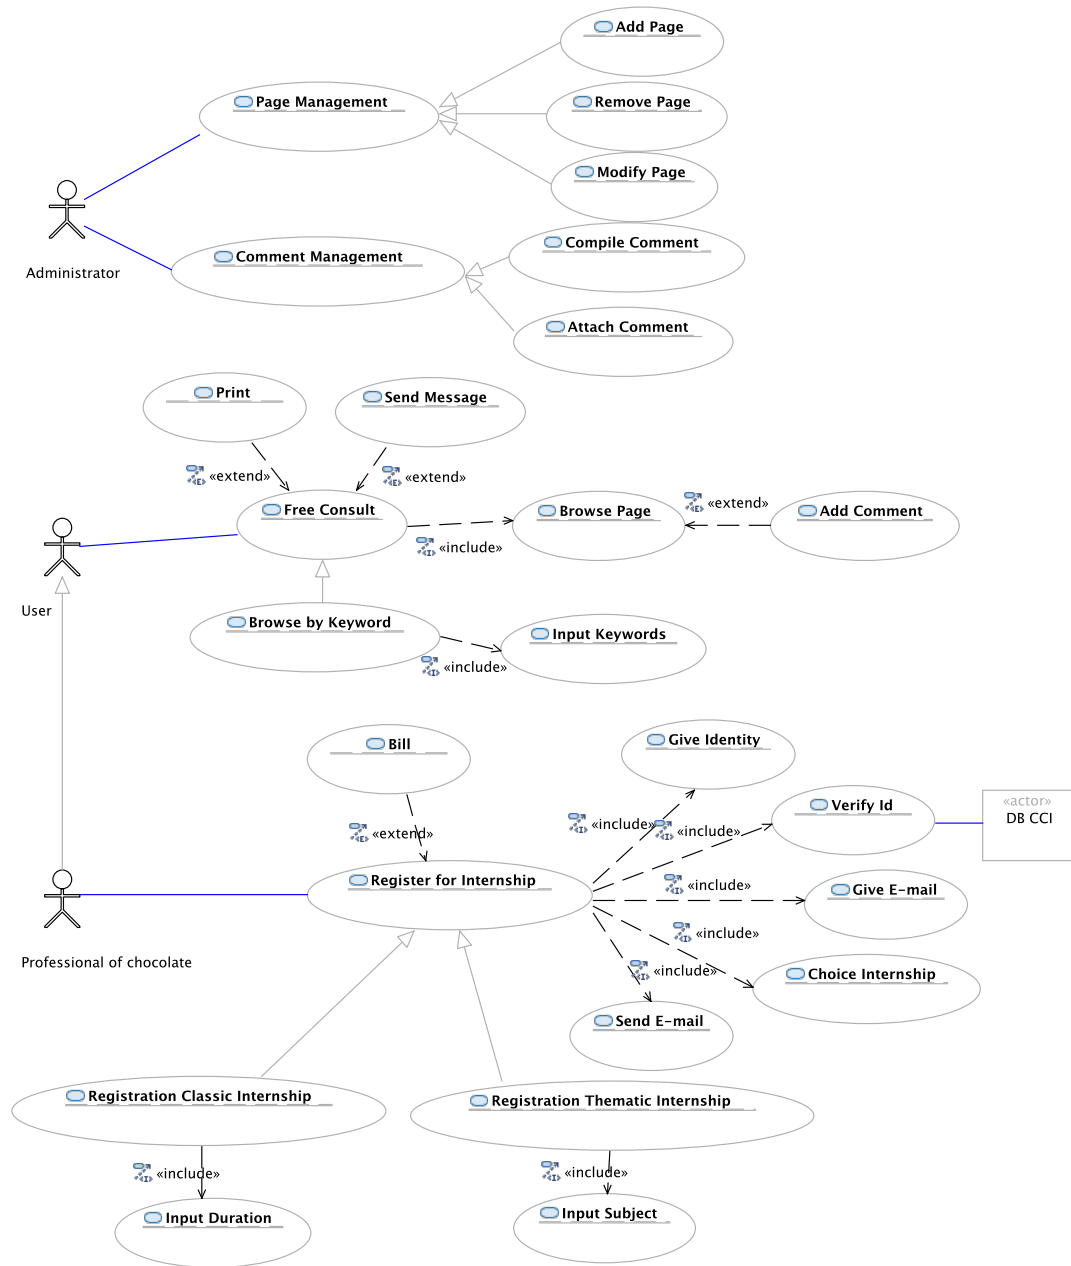 Add Page
Page Management
Remove Page
Modify Page
Administrator
Comment Management
Compile Comment
Attach Comment
Print
Send Message
«extend»
«extend»
Free Consult
Browse Page
«extend»
Add Comment
«include»
User
Browse by Keyword
Input Keywords
«include»
Bill
Give Identity
«extend»
«include»
«include»
Verify Id
«actor»
DB CCI
Register for Internship
«include»
Give E-mail
«include»
Professional of chocolate
«include»
Choice Internship
Send E-mail
Registration Classic Internship
Registration Thematic Internship
«include»
«include»
Input Duration
Input Subject